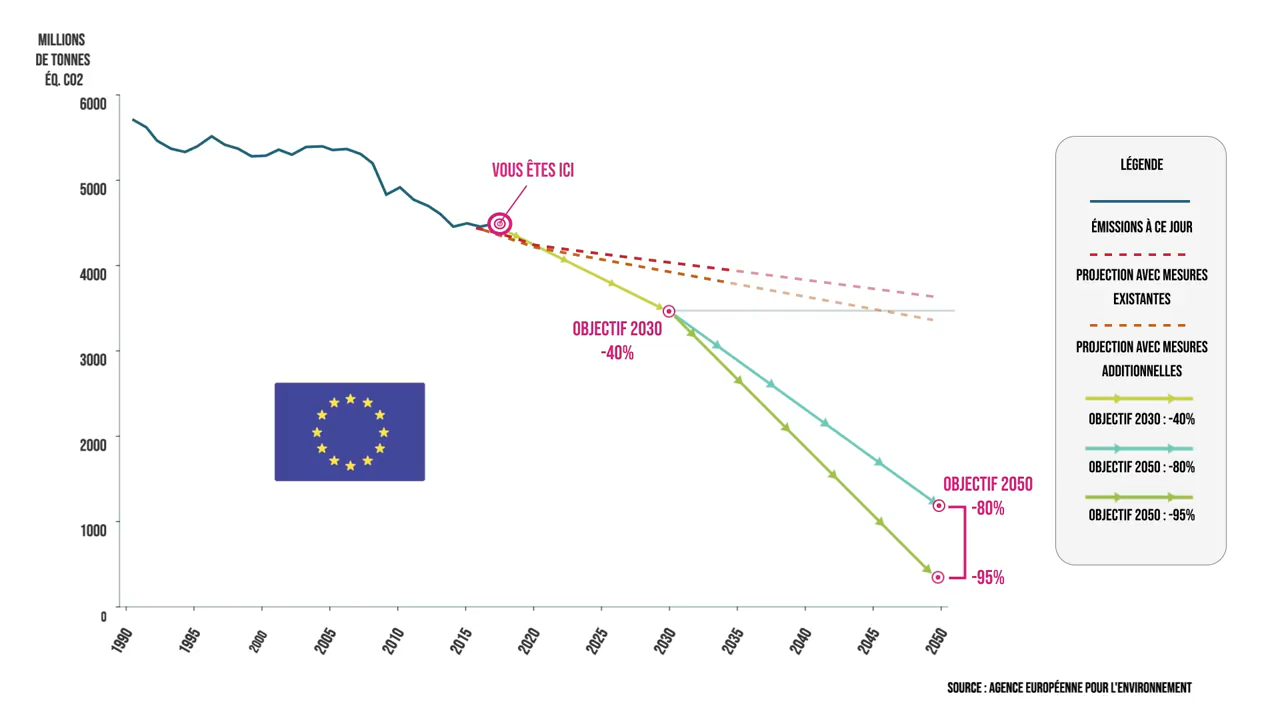 MILLIONS
DE TONNES
ÉQ. CO2
6000
5000
4000
3000
2000
1000
0
1990
1995
2000
2005
2010
2015
2020
2025
2030
2035
2040
2045
2050
VOUS ÊTES ICI
OBJECTIF 2030
-40%
OBJECTIF 2050
-80%
-95%
LÉGENDE
ÉMISSIONS À CE JOUR
PROJECTION AVEC MESURES
EXISTANTES
PROJECTION AVEC MESURES
ADDITIONNELLES
OBJECTIF 2030 : -40%
OBJECTIF 2050 : -80%
OBJECTIF 2050 : -95%
SOURCE : AGENCE EUROPÉENNE POUR L'ENVIRONNEMENT